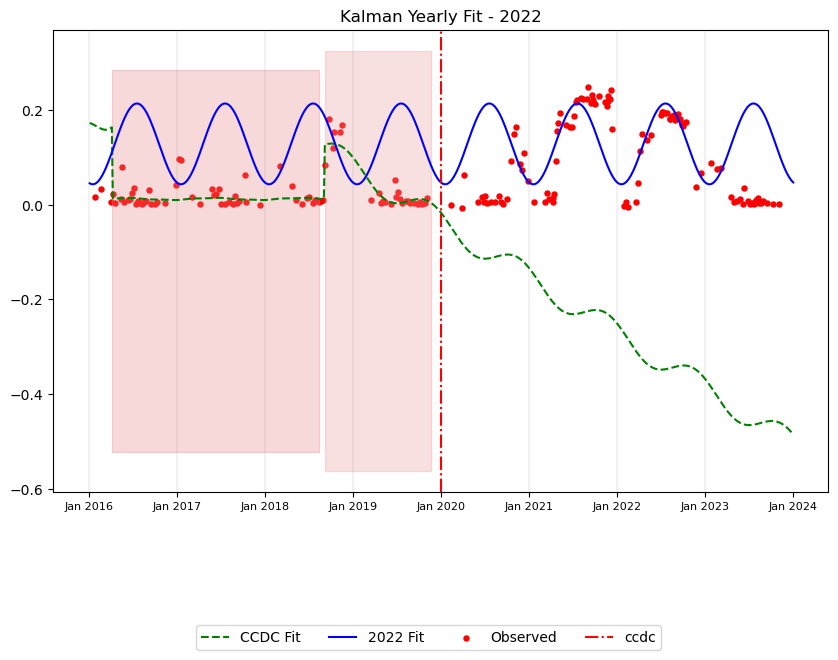 Kalman Yearly Fit - 2022
0.2
0.0
−0.2
−0.4
−0.6
Jan 2016 Jan 2017 Jan 2018 Jan 2019 Jan 2020 Jan 2021 Jan 2022 Jan 2023 Jan 2024
CCDC Fit 2022 Fit Observed ccdc